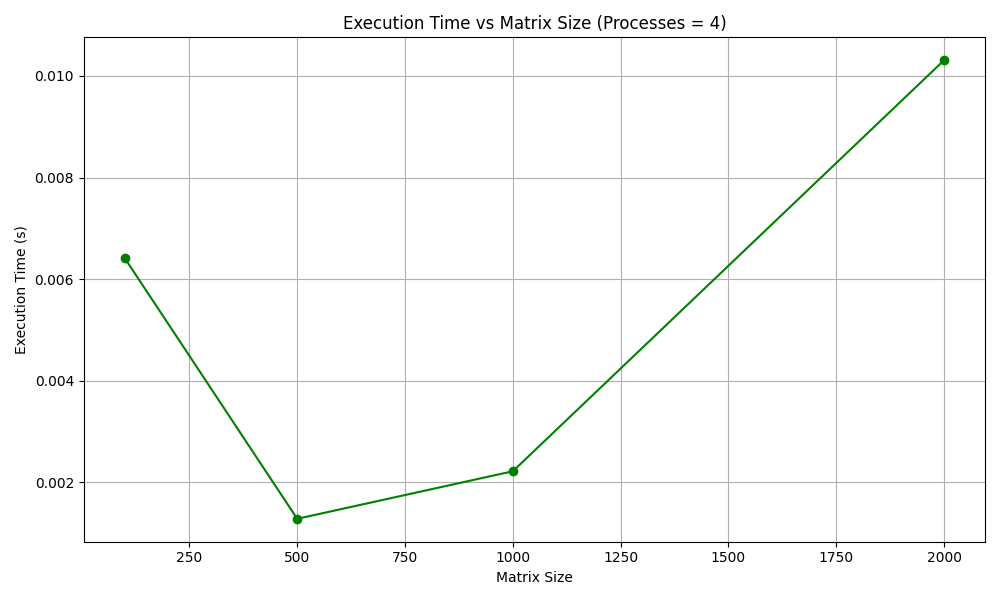 Execution Time vs Matrix Size (Processes = 4)
0.010
0.008
0.006
0.004
0.002
Execution Time (s)
250 500 750 1000 1250 1500 1750 2000
Matrix Size